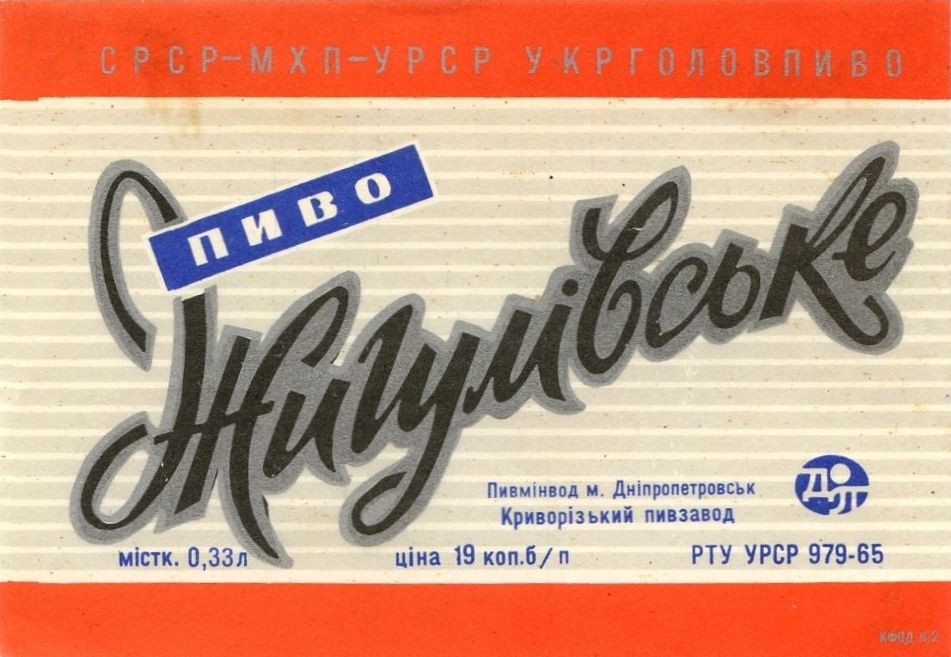 СРСР-МХП-УРСР УКРГОЛОВПИВО
ПИВО
Жигулівське
Пивмінвод м. Дніпропетровськ
Криворізький пивзавод
містк. 0,33л
ціна 19 коп.б/п
РТУ УРСР 979-65